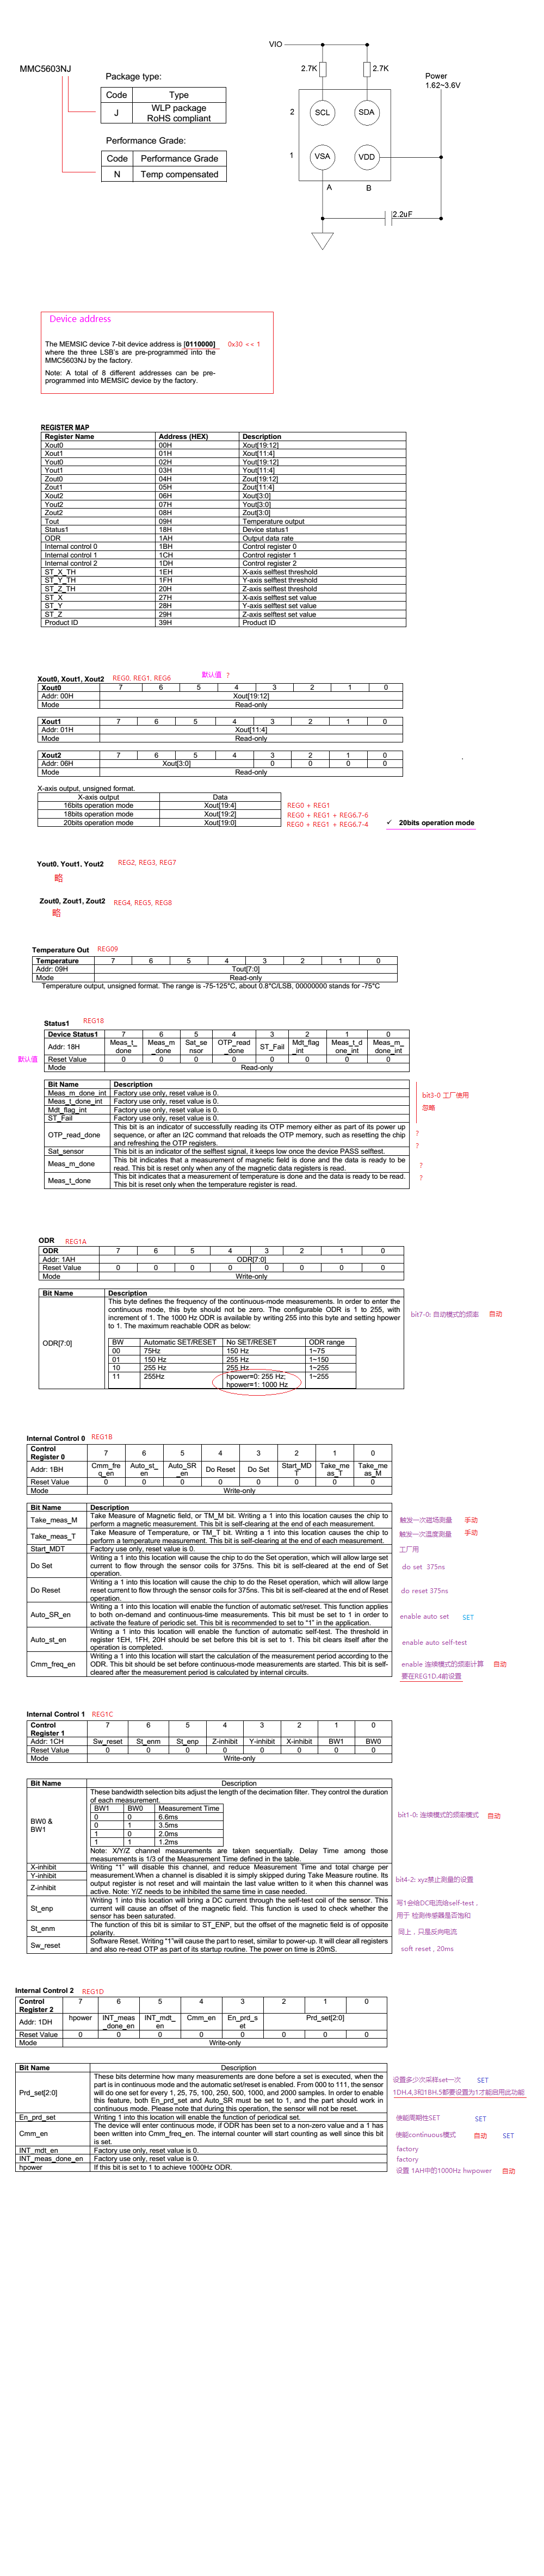 MMC5603NJ
Package type:
Code Type
J WLP package
RoHS compliant
Performance Grade:
Code Performance Grade
N Temp compensated
VIO
2.7K 2.7K
Power
1.62~3.6V
2 SCL SDA
1 VSA VDD
A B
2.2uF
Device address
The MEMSIC device 7-bit device address is [0110000] 0x30 << 1
where the three LSB's are pre-programmed into the
MMC5603NJ by the factory.
Note: A total of 8 different addresses can be pre-
programmed into MEMSIC device by the factory.
REGISTER MAP
Register Name Address (HEX) Description
Xout0 00H Xout[19:12]
Xout1 01H Xout[11:4]
Yout0 02H Yout[19:12]
Yout1 03H Yout[11:4]
Zout0 04H Zout[19:12]
Zout1 05H Zout[11:4]
Xout2 06H Xout[3:0]
Yout2 07H Yout[3:0]
Zout2 08H Zout[3:0]
Tout 09H Temperature output
Status1 18H Device status1
ODR 1AH Output data rate
Internal control 0 1BH Control register 0
Internal control 1 1CH Control register 1
Internal control 2 1DH Control register 2
ST_X_TH 1EH X-axis selftest threshold
ST_Y_TH 1FH Y-axis selftest threshold
ST_Z_TH 20H Z-axis selftest threshold
ST_X 27H X-axis selftest set value
ST_Y 28H Y-axis selftest set value
ST_Z 29H Z-axis selftest set value
Product ID 39H Product ID
Xout0, Xout1, Xout2 REG0, REG1, REG6 默认值 ?
Xout0 7 6 5 4 3 2 1 0
Addr: 00H Xout[19:12]
Mode Read-only
Xout1 7 6 5 4 3 2 1 0
Addr: 01H Xout[11:4]
Mode Read-only
Xout2 7 6 5 4 3 2 1 0
Addr: 06H Xout[3:0] 0 0 0 0
Mode Read-only
X-axis output, unsigned format.
X-axis output Data
16bits operation mode Xout[19:4] REG0 + REG1
18bits operation mode Xout[19:2] REG0 + REG1 + REG6.7-6
20bits operation mode Xout[19:0] REG0 + REG1 + REG6.7-4 ✓ 20bits operation mode
Yout0, Yout1, Yout2 REG2, REG3, REG7
略
Zout0, Zout1, Zout2 REG4, REG5, REG8
略
Temperature Out REG09
Temperature 7 6 5 4 3 2 1 0
Addr: 09H Tout[7:0]
Mode Read-only
Temperature output, unsigned format. The range is -75~125°C, about 0.8°C/LSB, 00000000 stands for -75°C
Status1 REG18
Device Status1 7 6 5 4 3 2 1 0
Addr: 18H Meas_t_done Meas_m_done Sat_sensor OTP_read_done ST_Fail Mdt_flag_int Meas_t_done_int Meas_m_done_int
默认值 Reset Value 0 0 0 0 0 0 0 0
Mode Read-only
Bit Name Description
Meas_m_done_int Factory use only, reset value is 0.
Meas_t_done_int Factory use only, reset value is 0.
Mdt_flag_int Factory use only, reset value is 0.
ST_Fail Factory use only, reset value is 0.
bit3-0 工厂使用
忽略
OTP_read_done This bit is an indicator of successfully reading its OTP memory either as part of its power up
sequence, or after an I2C command that reloads the OTP memory, such as resetting the chip
and refreshing the OTP registers. ?
Sat_sensor This bit is an indicator of the selftest signal, it keeps low once the device PASS selftest. ?
Meas_m_done This bit indicates that a measurement of magnetic field is done and the data is ready to be
read. This bit is reset only when any of the magnetic data registers is read. ?
Meas_t_done This bit indicates that a measurement of temperature is done and the data is ready to be read.
This bit is reset only when the temperature register is read. ?
ODR REG1A
ODR 7 6 5 4 3 2 1 0
Addr: 1AH ODR[7:0]
Reset Value 0 0 0 0 0 0 0 0
Mode Write-only
Bit Name Description
ODR[7:0] This byte defines the frequency of the continuous-mode measurements. In order to enter the
continuous mode, this byte should not be zero. The configurable ODR is 1 to 255, with
increment of 1. The 1000 Hz ODR is available by writing 255 into this byte and setting hpower
to 1. The maximum reachable ODR as below:
bit7-0: 自动模式的频率 自动
BW Automatic SET/RESET No SET/RESET ODR range
00 75Hz 150 Hz 1~75
01 150 Hz 255 Hz 1~150
10 255 Hz 255 Hz 1~255
11 255Hz hpower=0: 255 Hz; 1~255
hpower=1: 1000 Hz
Internal Control 0 REG1B
Control Register 0 7 6 5 4 3 2 1 0
Addr: 1BH Cmm_freq_en Auto_st_en Auto_SR_en Do Reset Do Set Start_MDT Take_meas_T Take_meas_M
Reset Value 0 0 0 0 0 0 0 0
Mode Write-only
Bit Name Description
Take_meas_M Take Measure of Magnetic field, or TM_M bit. Writing a 1 into this location causes the chip to
perform a magnetic measurement. This bit is self-clearing at the end of each measurement.
触发一次磁场测量 手动
Take_meas_T Take Measure of Temperature, or TM_T bit. Writing a 1 into this location causes the chip to
perform a temperature measurement. This bit is self-clearing at the end of each measurement.
触发一次温度测量 手动
Start_MDT Factory use only, reset value is 0. 工厂用
Do Set Writing a 1 into this location will cause the chip to do the Set operation, which will allow large set
current to flow through the sensor coils for 375ns. This bit is self-cleared at the end of Set
operation.
do set 375ns
Do Reset Writing a 1 into this location will cause the chip to do the Reset operation, which will allow large
reset current to flow through the sensor coils for 375ns. This bit is self-cleared at the end of Reset
operation.
do reset 375ns
Auto_SR_en Writing a 1 into this location will enable the function of automatic set/reset. This function applies
to both on-demand and continuous-time measurements. This bit must be set to 1 in order to
activate the feature of periodic set. This bit is recommended to set to "1" in the application.
enable auto set SET
Auto_st_en Writing a 1 into this location will enable the function of automatic self-test. The threshold in
register 1EH, 1FH, 20H should be set before this bit is set to 1. This bit clears itself after the
operation is completed.
enable auto self-test
Cmm_freq_en Writing a 1 into this location will start the calculation of the measurement period according to the
ODR. This bit should be set before continuous-mode measurements are started. This bit is self-
cleared after the measurement period is calculated by internal circuits.
enable 连续模式的频率计算 自动
要在REG1D.4前设置
Internal Control 1 REG1C
Control Register 1 7 6 5 4 3 2 1 0
Addr: 1CH Sw_reset St_enm St_enp Z-inhibit Y-inhibit X-inhibit BW1 BW0
Reset Value 0 0 0 0 0 0 0 0
Mode Write-only
Bit Name Description
BW0 & BW1 These bandwidth selection bits adjust the length of the decimation filter. They control the duration
of each measurement.
BW1 BW0 Measurement Time
0 0 6.6ms
0 1 3.5ms
1 0 2.0ms
1 1 1.2ms
Note: X/Y/Z channel measurements are taken sequentially. Delay Time among those
measurements is 1/3 of the Measurement Time defined in the table.
bit1-0: 连续模式的频率模式 自动
X-inhibit
Y-inhibit
Z-inhibit
Writing "1" will disable this channel, and reduce Measurement Time and total charge per
measurement.When a channel is disabled it is simply skipped during Take Measure routine. Its
output register is not reset and will maintain the last value written to it when this channel was
active. Note: Y/Z needs to be inhibited the same time in case needed.
bit4-2: xyz禁止测量的设置
St_enp Writing 1 into this location will bring a DC current through the self-test coil of the sensor. This
current will cause an offset of the magnetic field. This function is used to check whether the
sensor has been saturated.
写1会给DC电流给self-test ,
用于 检测传感器是否饱和
St_enm The function of this bit is similar to ST_ENP, but the offset of the magnetic field is of opposite
polarity.
同上，只是反向电流
Sw_reset Software Reset. Writing "1"will cause the part to reset, similar to power-up. It will clear all registers
and also re-read OTP as part of its startup routine. The power on time is 20mS.
soft reset , 20ms
Internal Control 2 REG1D
Control Register 2 7 6 5 4 3 2 1 0
Addr: 1DH hpower INT_meas_done_en INT_mdt_en Cmm_en En_prd_set Prd_set[2:0]
Reset Value 0 0 0 0 0 0 0 0
Mode Write-only
Bit Name Description
Prd_set[2:0] These bits determine how many measurements are done before a set is executed, when the
part is in continuous mode and the automatic set/reset is enabled. From 000 to 111, the sensor
will do one set for every 1, 25, 75, 100, 250, 500, 1000, and 2000 samples. In order to enable
this feature, both En_prd_set and Auto_SR must be set to 1, and the part should work in
continuous mode. Please note that during this operation, the sensor will not be reset.
设置多少次采样set一次 SET
1DH.4,3和1BH.5都要设置为1才能启用此功能
En_prd_set Writing 1 into this location will enable the function of periodical set. 使能周期性SET SET
Cmm_en The device will enter continuous mode, if ODR has been set to a non-zero value and a 1 has
been written into Cmm_freq_en. The internal counter will start counting as well since this bit
is set.
使能continuous模式 自动 SET
INT_mdt_en Factory use only, reset value is 0. factory
INT_meas_done_en Factory use only, reset value is 0. factory
hpower If this bit is set to 1 to achieve 1000Hz ODR. 设置 1AH中的1000Hz hwpower 自动